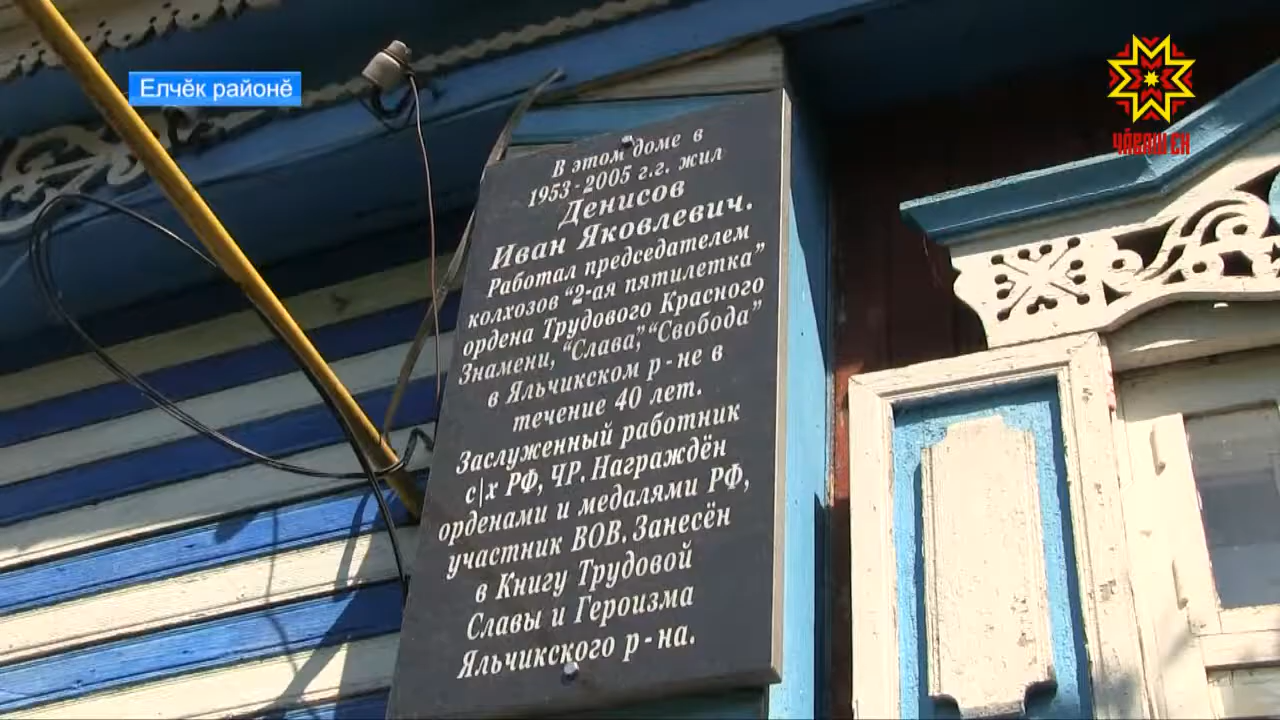 Елчӗк районӗ
ЧĂВАШ ЕН
В этом доме в
1953-2005 г.г. жил
Денисов
Иван Яковлевич.
Работал председателем
колхозов “2-ая пятилетка”
ордена Трудового Красного
Знамени, “Слава”, “Свобода”
в Яльчикском р-не в
течение 40 лет.
Заслуженный работник
с|х РФ, ЧР. Награждён
орденами и медалями РФ,
участник ВОВ. Занесён
в Книгу Трудовой
Славы и Героизма
Яльчикского р-на.